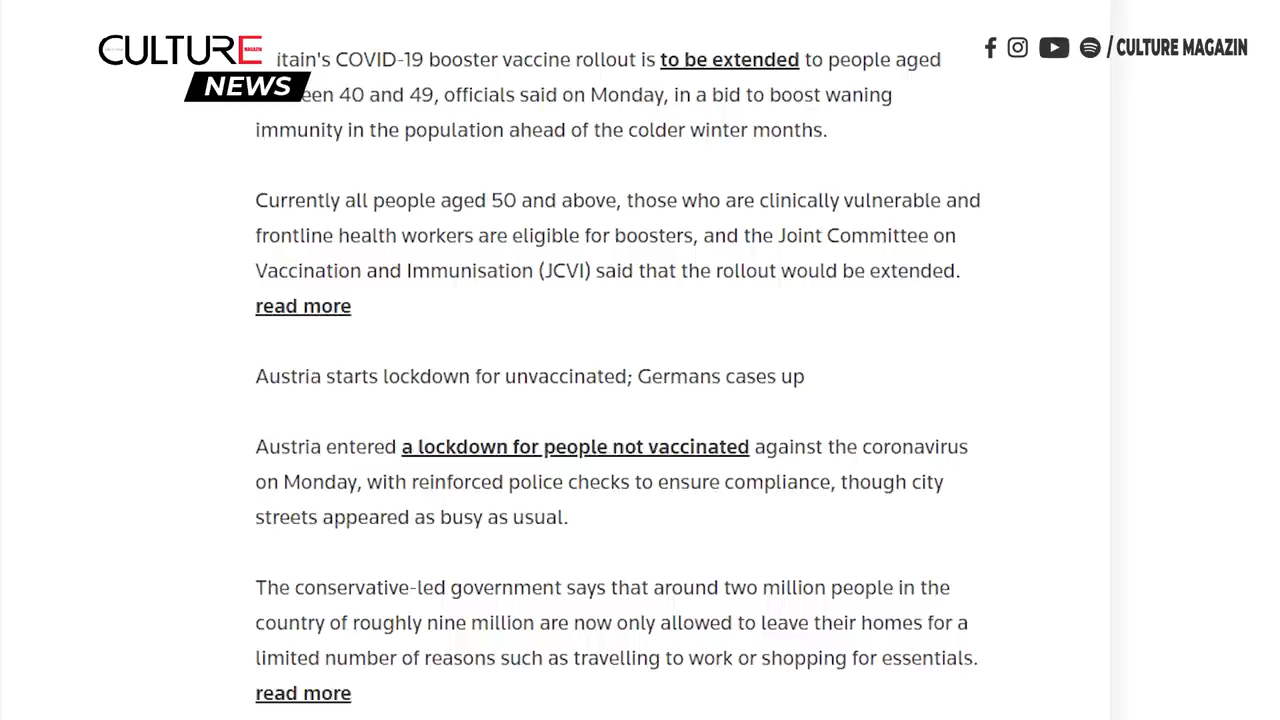 CULTURE
MAGAZIN
NEWS
/ CULTURE MAGAZIN
itain's COVID-19 booster vaccine rollout is to be extended to people aged
een 40 and 49, officials said on Monday, in a bid to boost waning
immunity in the population ahead of the colder winter months.
Currently all people aged 50 and above, those who are clinically vulnerable and
frontline health workers are eligible for boosters, and the Joint Committee on
Vaccination and Immunisation (JCVI) said that the rollout would be extended.
read more
Austria starts lockdown for unvaccinated; Germans cases up
Austria entered a lockdown for people not vaccinated against the coronavirus
on Monday, with reinforced police checks to ensure compliance, though city
streets appeared as busy as usual.
The conservative-led government says that around two million people in the
country of roughly nine million are now only allowed to leave their homes for a
limited number of reasons such as travelling to work or shopping for essentials.
read more